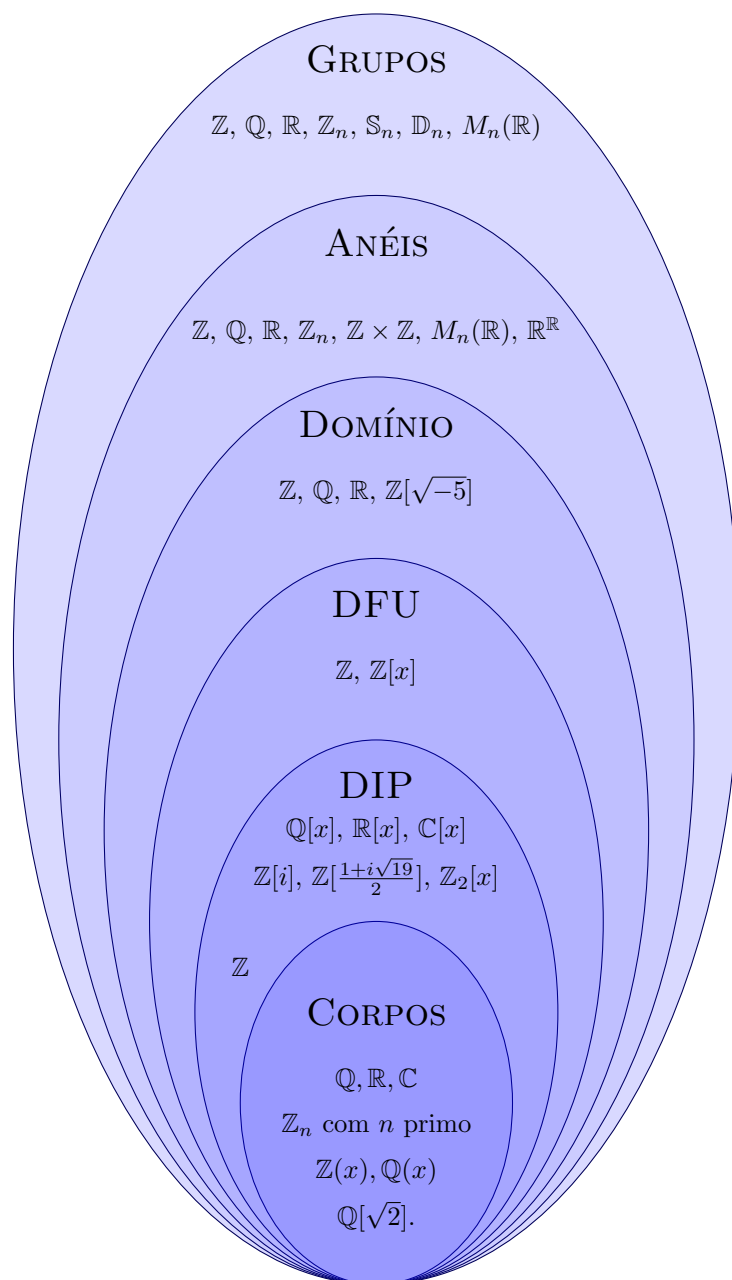 GRUPOS
ℤ, ℚ, ℝ, ℤ_n, 𝕊_n, 𝔻_n, M_n(ℝ)
ANÉIS
ℤ, ℚ, ℝ, ℤ_n, ℤ × ℤ, M_n(ℝ), ℝ^ℝ
DOMÍNIO
ℤ, ℚ, ℝ, ℤ[√−5]
DFU
ℤ, ℤ[x]
DIP
ℚ[x], ℝ[x], ℂ[x]
ℤ[i], ℤ[(1+i√19)/2], ℤ_2[x]
ℤ
CORPOS
ℚ, ℝ, ℂ
ℤ_n com n primo
ℤ(x), ℚ(x)
ℚ[√2].